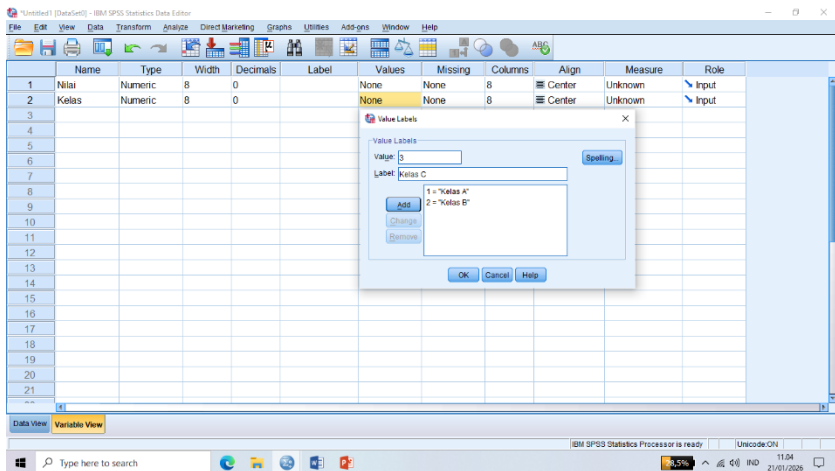 *Untitled1 [DataSet0] - IBM SPSS Statistics Data Editor
File Edit View Data Transform Analyze Direct Marketing Graphs Utilities Add-ons Window Help
Name Type Width Decimals Label Values Missing Columns Align Measure Role
1 Nilai Numeric 8 0 None None 8 Center Unknown Input
2 Kelas Numeric 8 0 None None 8 Center Unknown Input
3
4
5
6
7
8
9
10
11
12
13
14
15
16
17
18
19
20
21
Value Labels
Value Labels
Value: 3
Spelling...
Label: Kelas C
1 = "Kelas A"
2 = "Kelas B"
Add
Change
Remove
OK Cancel Help
Data View Variable View
IBM SPSS Statistics Processor is ready Unicode:ON
Type here to search
IND
11.04
21/01/2026